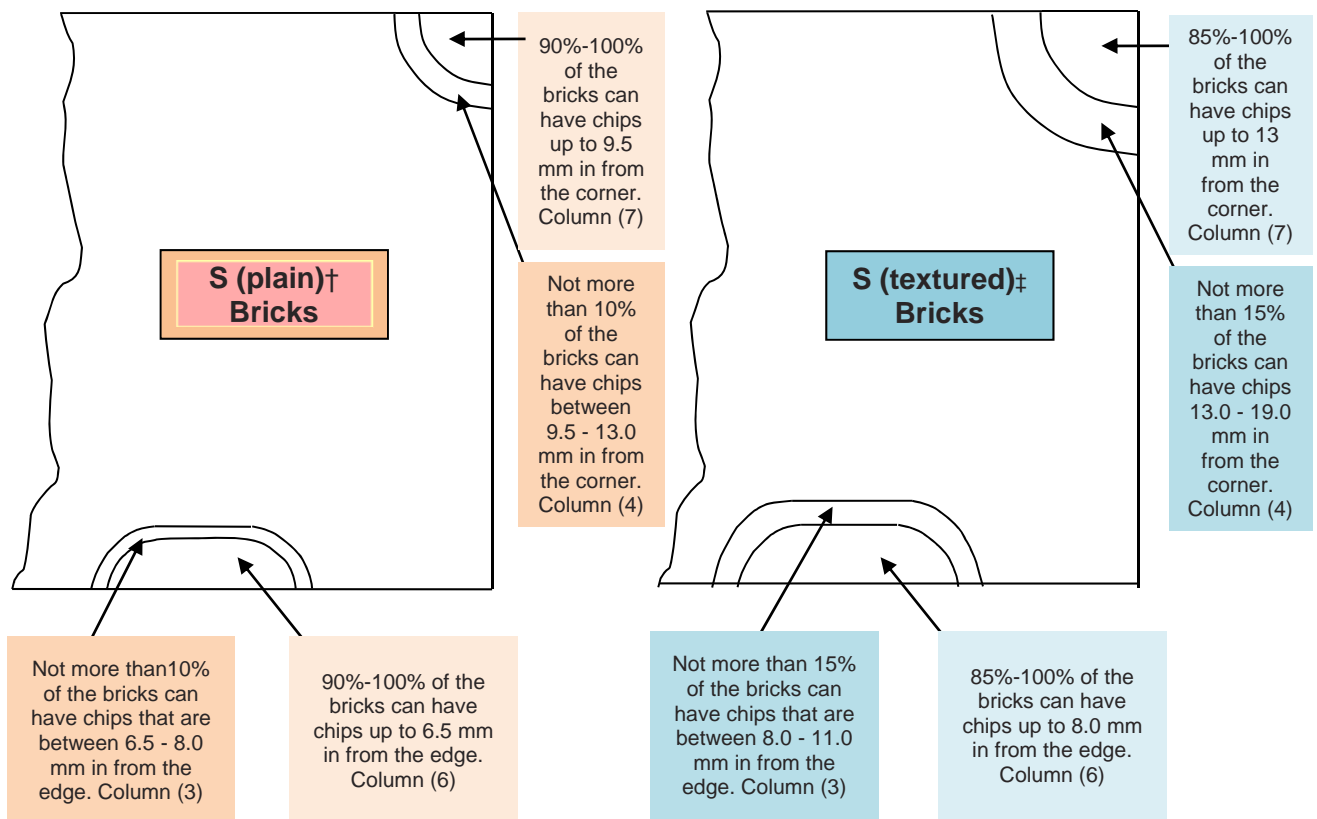 90%-100%
of the
bricks can
have chips
up to 9.5
mm in from
the corner.
Column (7)
S (plain)†
Bricks
Not more
than 10%
of the
bricks can
have chips
between
9.5 - 13.0
mm in from
the corner.
Column (4)
Not more than10%
of the bricks can
have chips that are
between 6.5 - 8.0
mm in from the
edge. Column (3)
90%-100% of the
bricks can have
chips up to 6.5 mm
in from the edge.
Column (6)
85%-100%
of the
bricks can
have chips
up to 13
mm in
from the
corner.
Column (7)
S (textured)‡
Bricks
Not more
than 15%
of the
bricks can
have chips
13.0 - 19.0
mm in
from the
corner.
Column (4)
Not more than 15%
of the bricks can
have chips that are
between 8.0 - 11.0
mm in from the
edge. Column (3)
85%-100% of the
bricks can have
chips up to 8.0 mm
in from the edge.
Column (6)